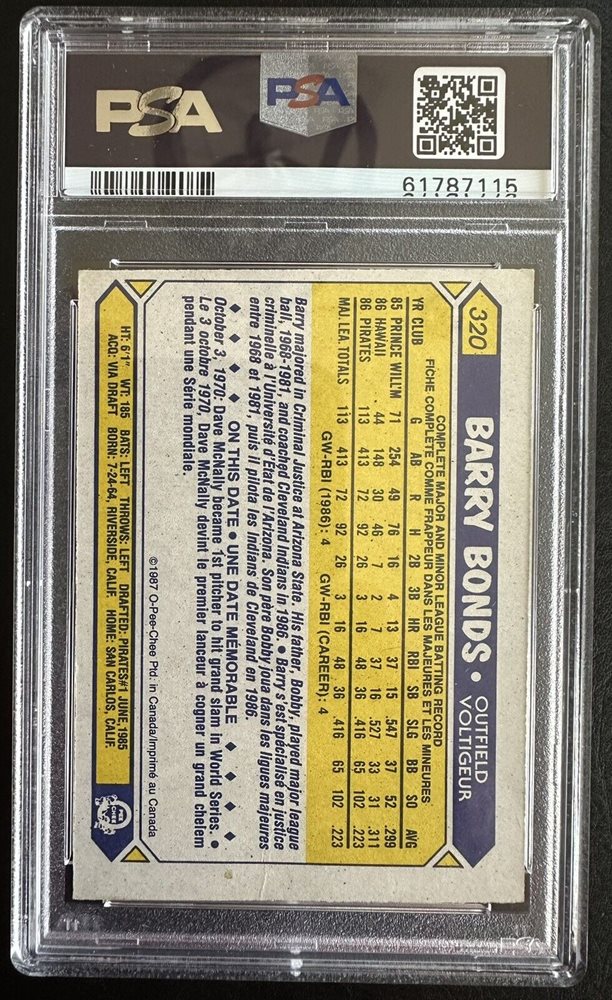 PSA
PSA
61787115
320
BARRY BONDS • OUTFIELD
VOLTIGEUR
COMPLETE MAJOR AND MINOR LEAGUE BATTING RECORD
FICHE COMPLÈTE COMME FRAPPEUR DANS LES MAJEURES ET LES MINEURES
YR CLUB G AB R H 2B 3B HR RBI SB SLG BB SO AVG
85 PRINCE WILL'M 71 254 49 76 16 4 13 37 15 .547 37 52 .299
86 HAWAII 44 148 30 46 7 2 7 37 16 .527 33 31 .311
86 PIRATES 113 413 72 92 26 3 16 48 36 .416 65 102 .223
MAJ. LEA. TOTALS 113 413 72 92 26 3 16 48 36 .416 65 102 .223
GW-RBI (1986): 4 GW-RBI (CAREER): 4
Barry majored in Criminal Justice at Arizona State. His father, Bobby, played major league
ball, 1968-1981, and coached Cleveland Indians in 1986. • Barry s'est spécialisé en justice
criminelle à l'Université d'État de l'Arizona. Son père Bobby joua dans les ligues majeures
entre 1968 et 1981, puis il pilota les Indians de Cleveland en 1986.
ON THIS DATE • UNE DATE MÉMORABLE
October 3, 1970: Dave McNally became 1st pitcher to hit grand slam in World Series. •
Le 3 octobre 1970, Dave McNally devint le premier lanceur à cogner un grand chelem
pendant une Série mondiale.
©1987 O-Pee-Chee Ptd. in Canada/Imprimé au Canada
HT: 6'1" WT: 185 BATS: LEFT THROWS: LEFT DRAFTED: PIRATES#1 JUNE, 1985
ACQ: VIA DRAFT BORN: 7-24-64, RIVERSIDE, CALIF. HOME: SAN CARLOS, CALIF.
O PEE CHEE